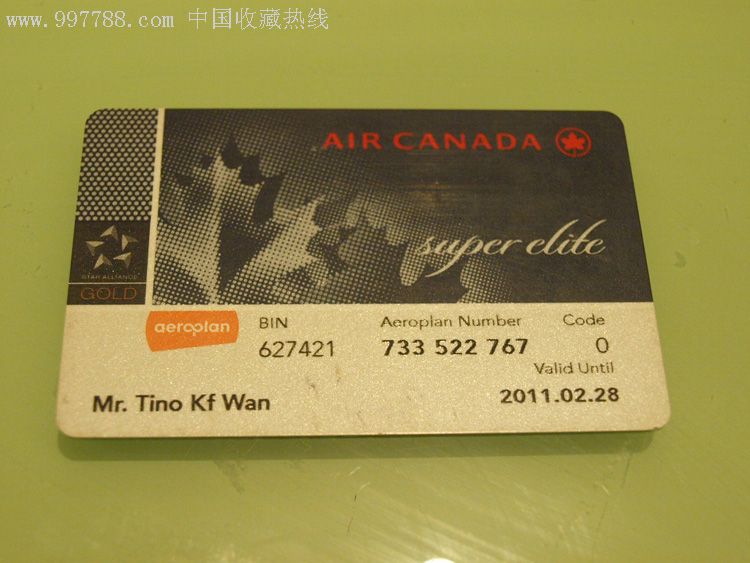 www.997788.com 中国收藏热线
AIR CANADA
super elite
STAR ALLIANCE
GOLD
aeroplan
BIN Aeroplan Number Code
627421 733 522 767 0
Valid Until
Mr. Tino Kf Wan 2011.02.28